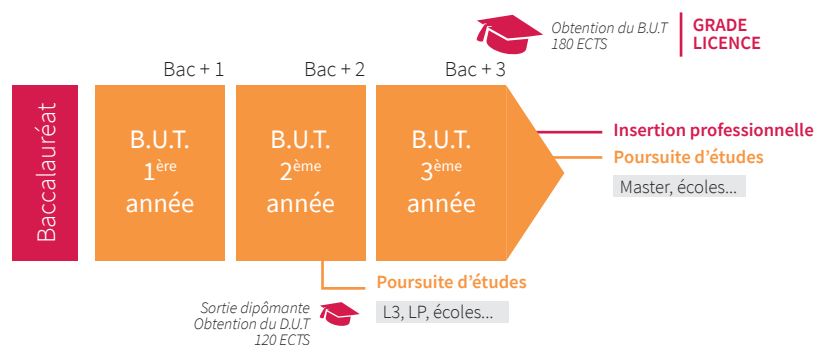 Obtention du B.U.T
180 ECTS
GRADE
LICENCE
Bac + 1
Bac + 2
Bac + 3
Baccalauréat
B.U.T.
1ère
année
B.U.T.
2ème
année
B.U.T.
3ème
année
Insertion professionnelle
Poursuite d'études
Master, écoles...
Poursuite d'études
L3, LP, écoles...
Sortie dipômante
Obtention du D.U.T
120 ECTS